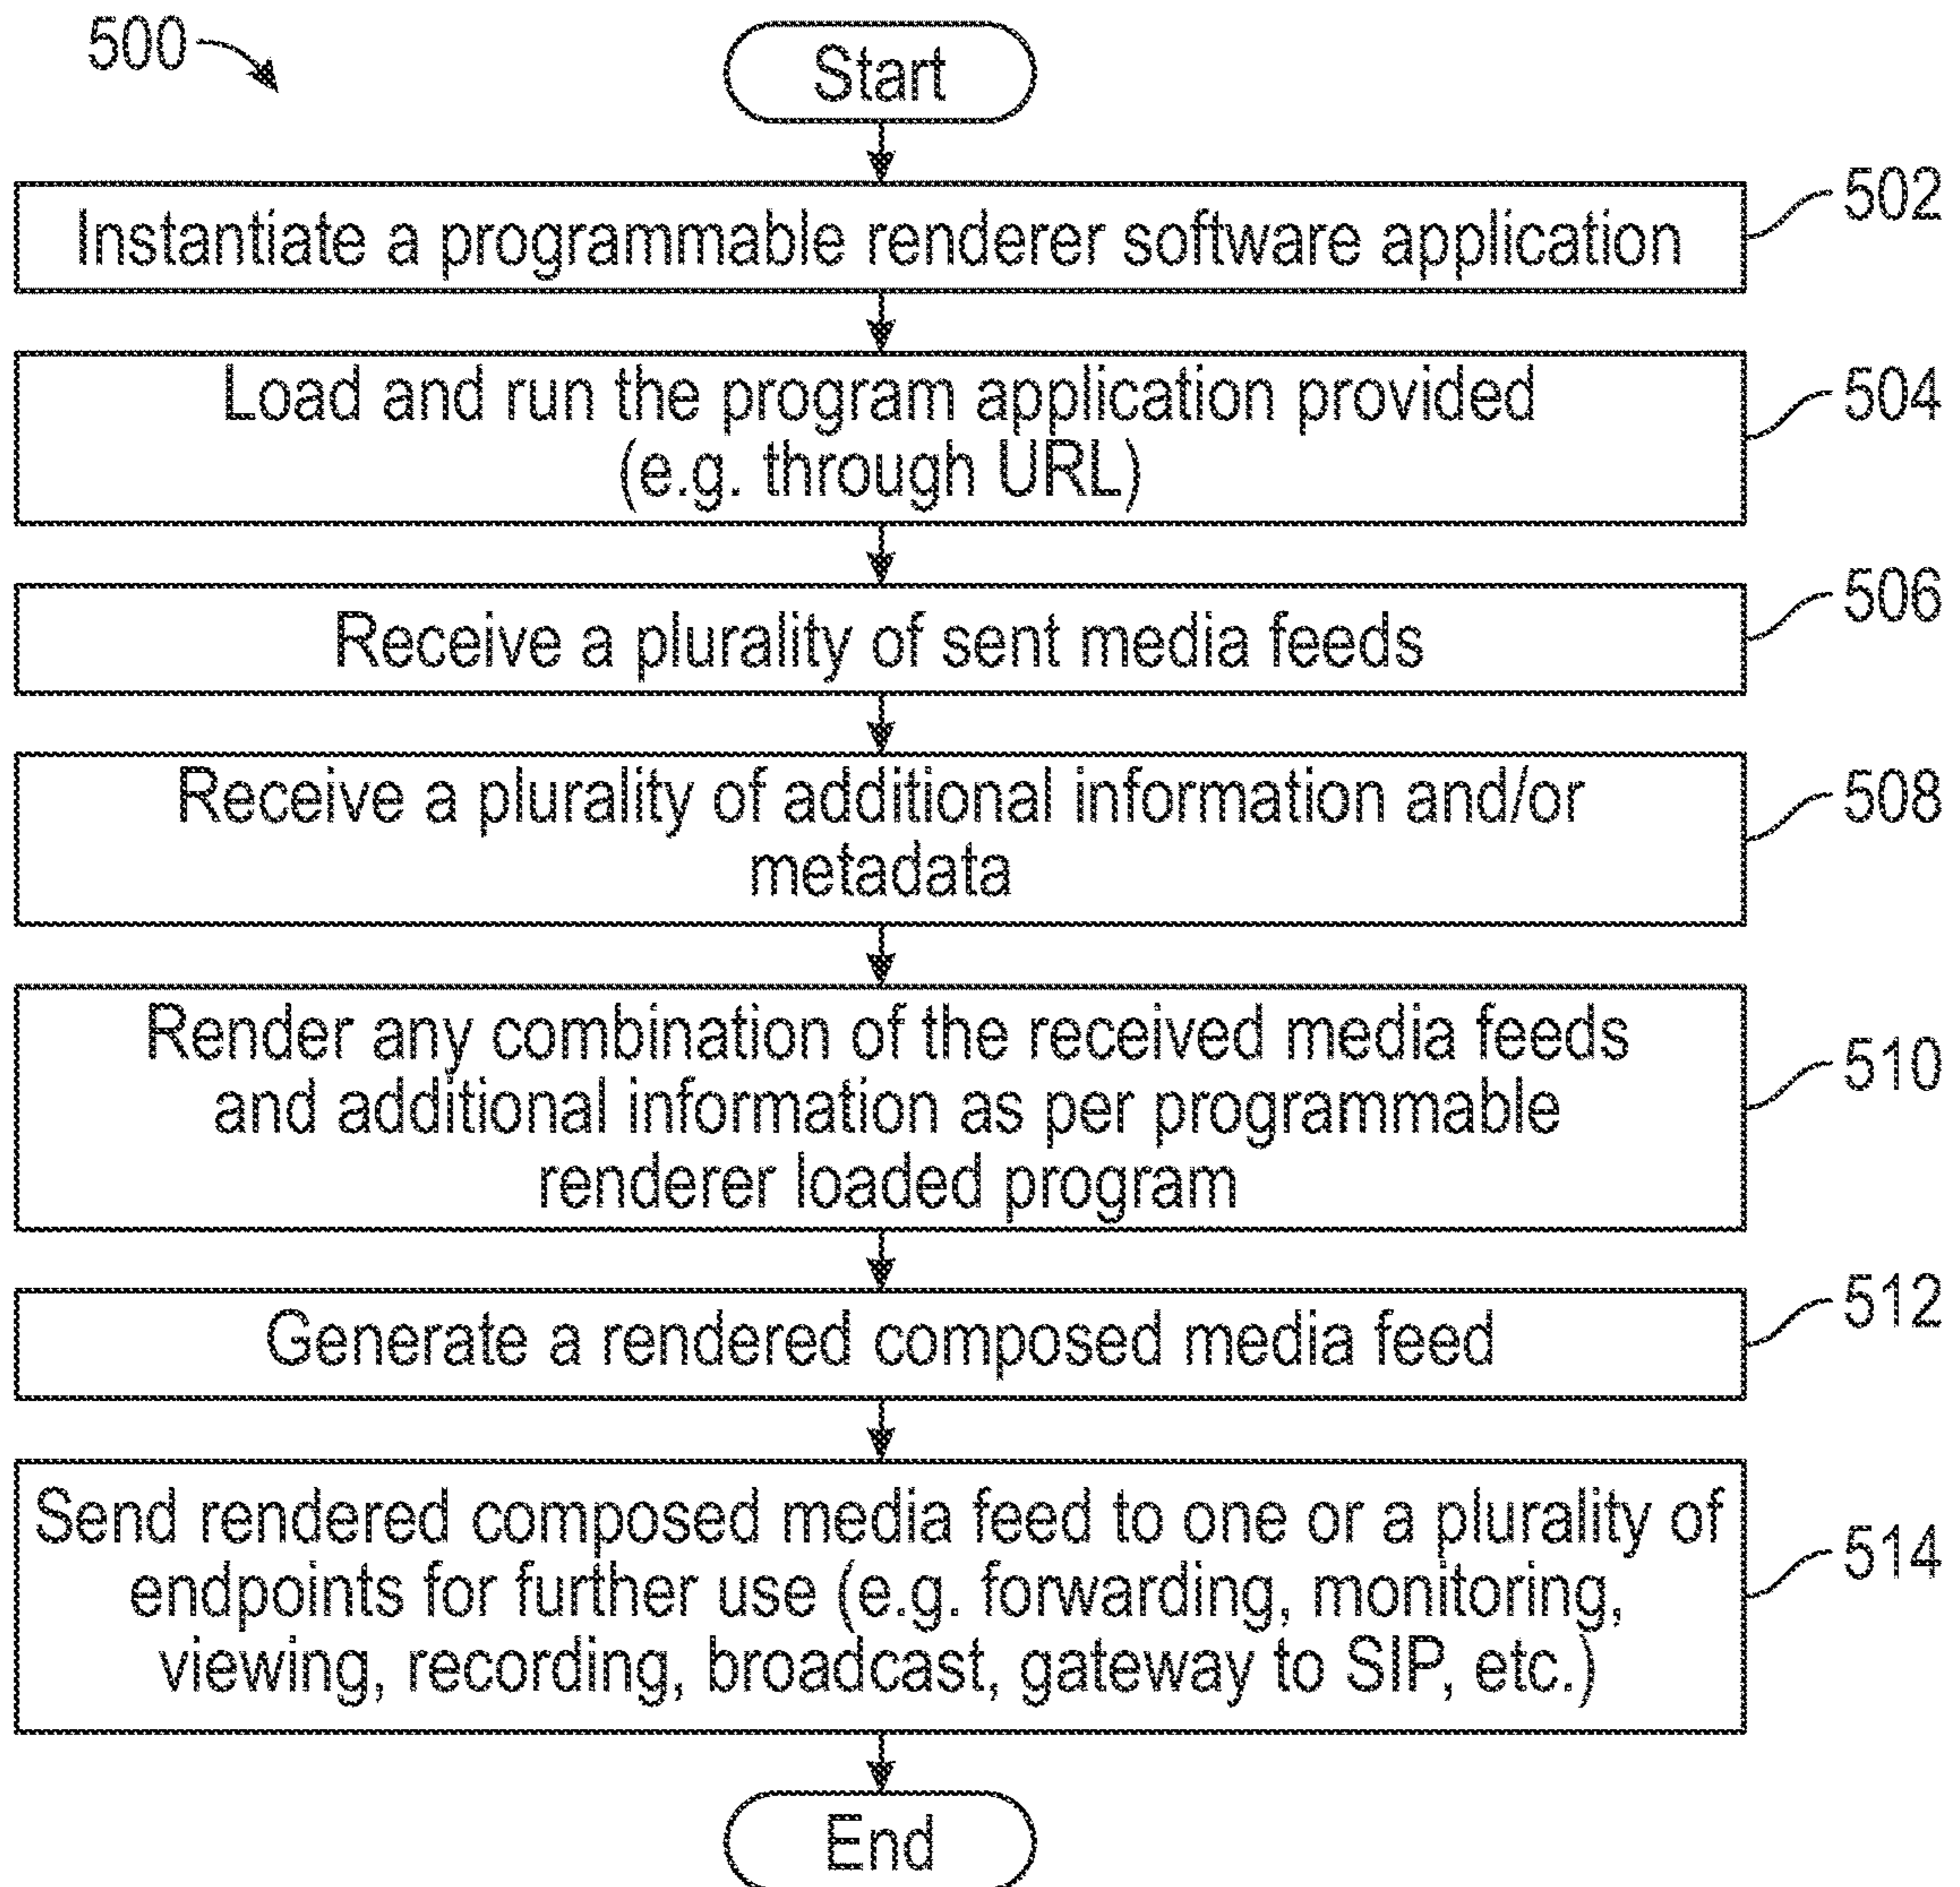 500
Start
Instantiate a programmable renderer software application
502
Load and run the program application provided
(e.g. through URL)
504
Receive a plurality of sent media feeds
506
Receive a plurality of additional information and/or
metadata
508
Render any combination of the received media feeds
and additional information as per programmable
renderer loaded program
510
Generate a rendered composed media feed
512
Send rendered composed media feed to one or a plurality of
endpoints for further use (e.g. forwarding, monitoring,
viewing, recording, broadcast, gateway to SIP, etc.)
514
End